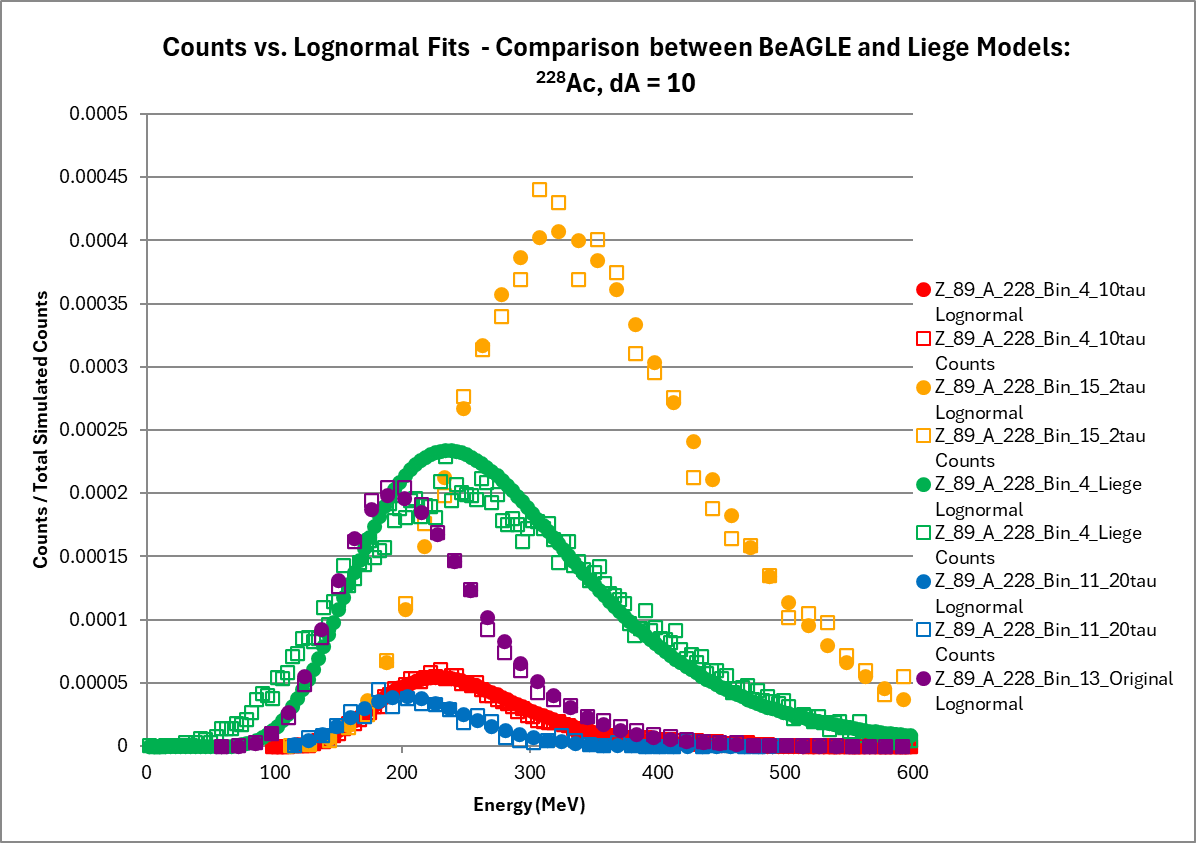 Counts vs. Lognormal Fits - Comparison between BeAGLE and Liege Models:
²²⁸Ac, dA = 10
0.0005
0.00045
0.0004
0.00035
0.0003
0.00025
0.0002
0.00015
0.0001
0.00005
0
Counts / Total Simulated Counts
0 100 200 300 400 500 600
Energy (MeV)
Z_89_A_228_Bin_4_10tau
Lognormal
Z_89_A_228_Bin_4_10tau
Counts
Z_89_A_228_Bin_15_2tau
Lognormal
Z_89_A_228_Bin_15_2tau
Counts
Z_89_A_228_Bin_4_Liege
Lognormal
Z_89_A_228_Bin_4_Liege
Counts
Z_89_A_228_Bin_11_20tau
Lognormal
Z_89_A_228_Bin_11_20tau
Counts
Z_89_A_228_Bin_13_Original
Lognormal